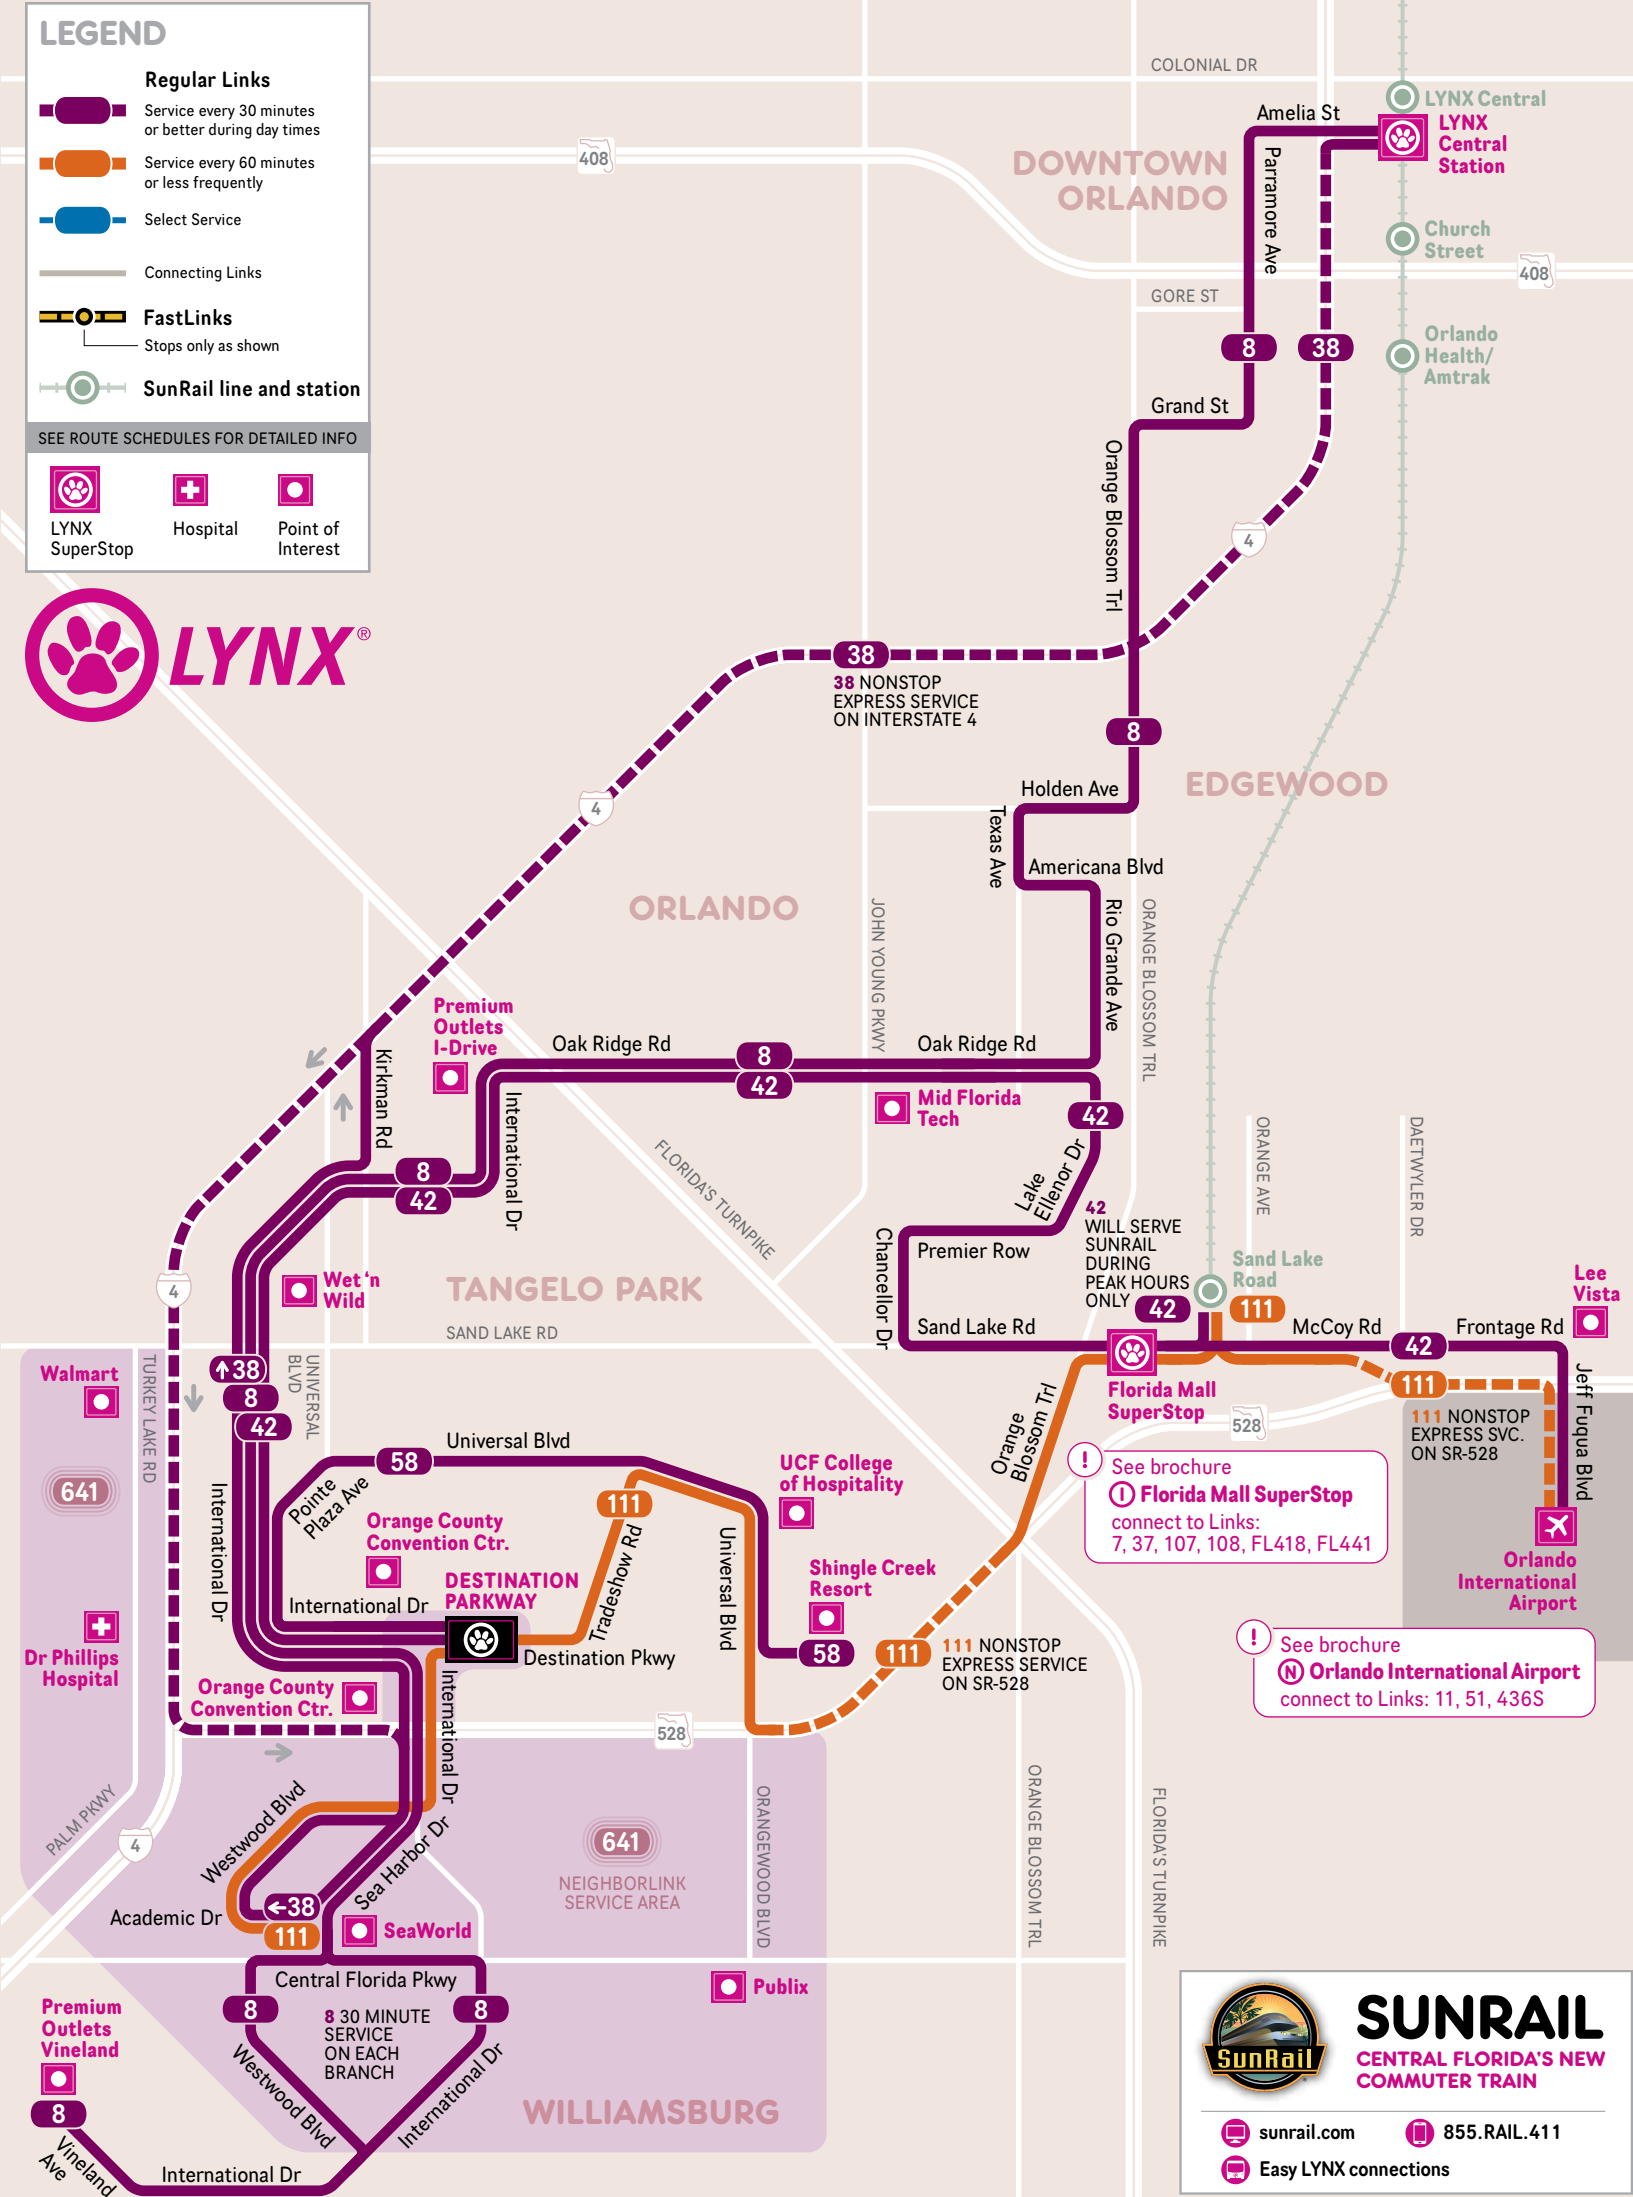 LEGEND
Regular Links
Service every 30 minutes
or better during day times
Service every 60 minutes
or less frequently
Select Service
Connecting Links
FastLinks
Stops only as shown
SunRail line and station
SEE ROUTE SCHEDULES FOR DETAILED INFO
LYNX
SuperStop
Hospital
Point of
Interest
LYNX®
COLONIAL DR
408
DOWNTOWN
ORLANDO
Amelia St
Parramore Ave
LYNX Central
LYNX
Central
Station
Church
Street
408
GORE ST
Orlando
Health/
Amtrak
8
38
Grand St
Orange Blossom Trl
4
38
38 NONSTOP
EXPRESS SERVICE
ON INTERSTATE 4
8
EDGEWOOD
4
Holden Ave
Texas Ave
Americana Blvd
ORLANDO
JOHN YOUNG PKWY
Rio Grande Ave
ORANGE BLOSSOM TRL
Premium
Outlets
I-Drive
Kirkman Rd
Oak Ridge Rd
8
42
Oak Ridge Rd
International Dr
Mid Florida
Tech
42
Lake
Ellenor Dr
FLORIDA'S TURNPIKE
ORANGE AVE
DAETWYLER DR
8
42
42
WILL SERVE
SUNRAIL
DURING
PEAK HOURS
ONLY
42
Chancellor Dr
Premier Row
Sand Lake
Road
111
Lee
Vista
4
Wet 'n
Wild
TANGELO PARK
SAND LAKE RD
Sand Lake Rd
McCoy Rd
42
Frontage Rd
Walmart
TURKEY LAKE RD
38
8
42
UNIVERSAL
BLVD
Florida Mall
SuperStop
111
111 NONSTOP
EXPRESS SVC.
ON SR-528
Jeff Fuqua Blvd
528
Orange
Blossom Trl
641
International Dr
58
Universal Blvd
Pointe
Plaza Ave
Orange County
Convention Ctr.
111
Tradeshow Rd
UCF College
of Hospitality
Universal Blvd
!
See brochure
I Florida Mall SuperStop
connect to Links:
7, 37, 107, 108, FL418, FL441
Orlando
International
Airport
DESTINATION
PARKWAY
International Dr
Destination Pkwy
Shingle Creek
Resort
58
111
111 NONSTOP
EXPRESS SERVICE
ON SR-528
Dr Phillips
Hospital
!
See brochure
N Orlando International Airport
connect to Links: 11, 51, 436S
Orange County
Convention Ctr.
International Dr
528
PALM PKWY
4
Westwood Blvd
Sea Harbor Dr
641
NEIGHBORLINK
SERVICE AREA
ORANGEWOOD BLVD
ORANGE BLOSSOM TRL
FLORIDA'S TURNPIKE
Academic Dr
38
111
SeaWorld
Central Florida Pkwy
8
8 30 MINUTE
SERVICE
ON EACH
BRANCH
8
Publix
Premium
Outlets
Vineland
8
Vineland
Ave
Westwood Blvd
International Dr
International Dr
WILLIAMSBURG
SunRail
SUNRAIL
CENTRAL FLORIDA'S NEW
COMMUTER TRAIN
sunrail.com
855.RAIL.411
Easy LYNX connections